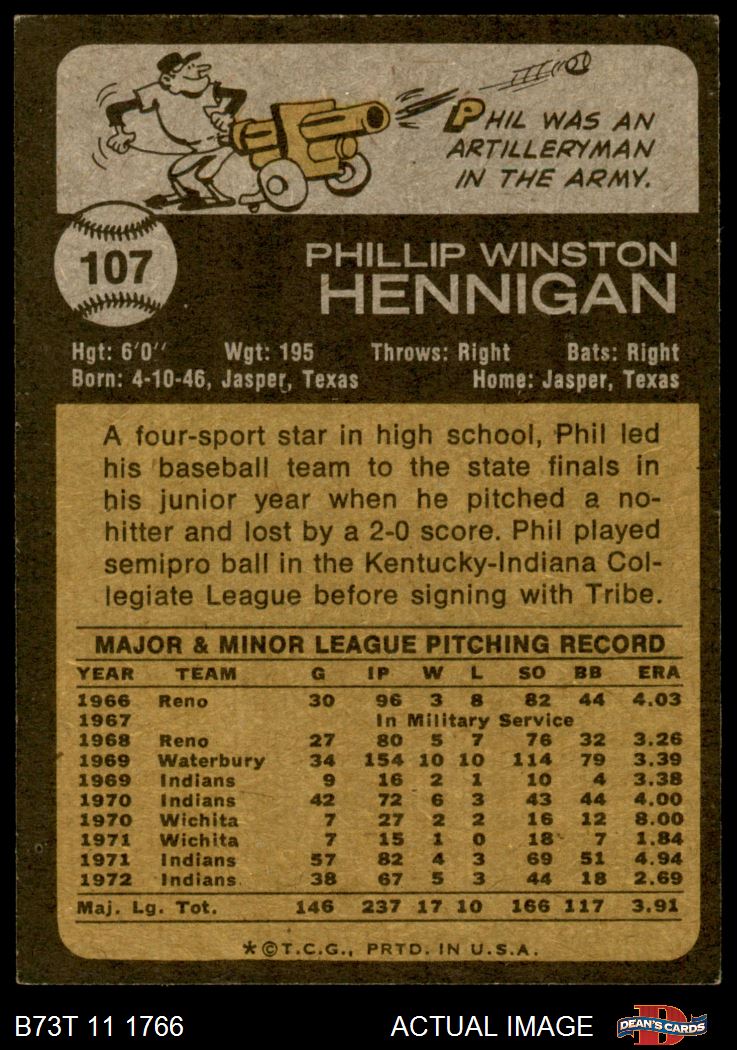 PHIL WAS AN
ARTILLERYMAN
IN THE ARMY.
107
PHILLIP WINSTON
HENNIGAN
Hgt: 6'0'' Wgt: 195 Throws: Right Bats: Right
Born: 4-10-46, Jasper, Texas Home: Jasper, Texas
A four-sport star in high school, Phil led
his baseball team to the state finals in
his junior year when he pitched a no-
hitter and lost by a 2-0 score. Phil played
semipro ball in the Kentucky-Indiana Col-
legiate League before signing with Tribe.
MAJOR & MINOR LEAGUE PITCHING RECORD
YEAR TEAM G IP W L SO BB ERA
1966 Reno 30 96 3 8 82 44 4.03
1967 In Military Service
1968 Reno 27 80 5 7 76 32 3.26
1969 Waterbury 34 154 10 10 114 79 3.39
1969 Indians 9 16 2 1 10 4 3.38
1970 Indians 42 72 6 3 43 44 4.00
1970 Wichita 7 27 2 2 16 12 8.00
1971 Wichita 7 15 1 0 18 7 1.84
1971 Indians 57 82 4 3 69 51 4.94
1972 Indians 38 67 5 3 44 18 2.69
Maj. Lg. Tot. 146 237 17 10 166 117 3.91
*©T.C.G., PRTD. IN U.S.A.
B73T 11 1766 ACTUAL IMAGE D DEAN'S CARDS